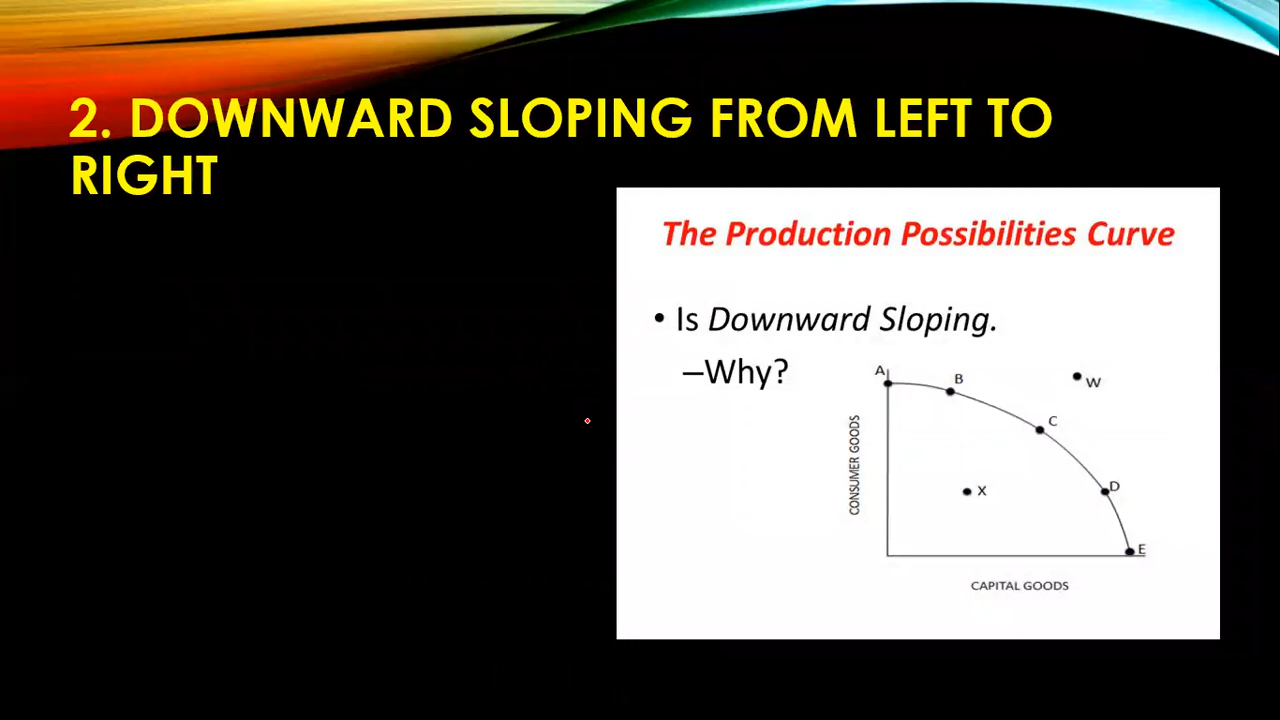 2. DOWNWARD SLOPING FROM LEFT TO
RIGHT
The Production Possibilities Curve
• Is Downward Sloping.
–Why?
A
B
W
C
CONSUMER GOODS
X
D
E
CAPITAL GOODS